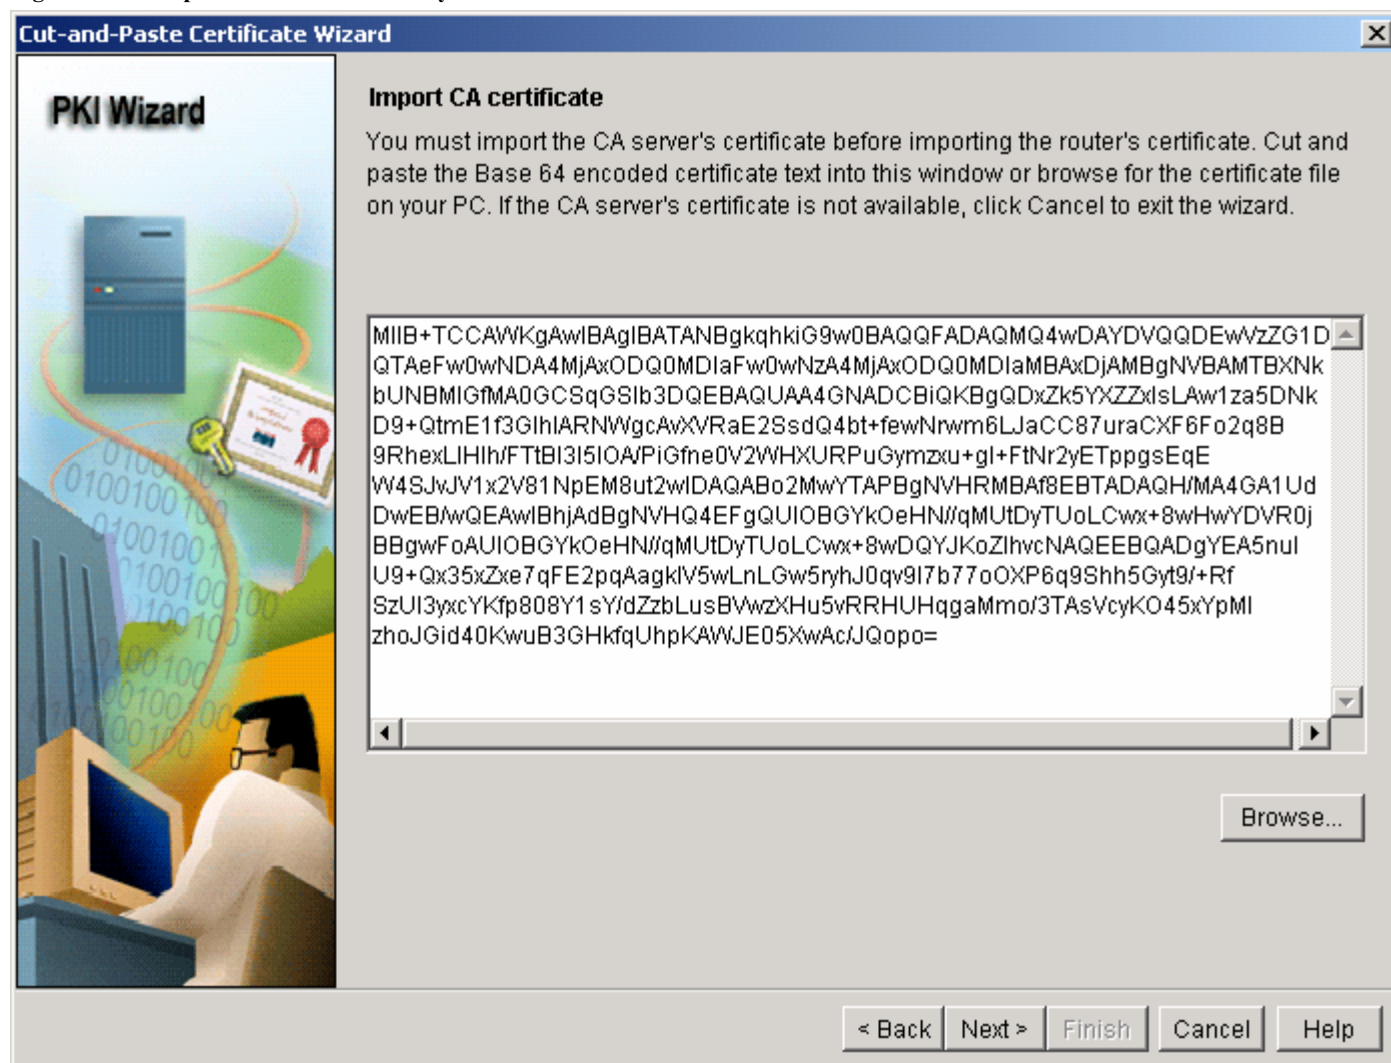 Cut-and-Paste Certificate Wizard
PKI Wizard
Import CA certificate
You must import the CA server's certificate before importing the router's certificate. Cut and
paste the Base 64 encoded certificate text into this window or browse for the certificate file
on your PC. If the CA server's certificate is not available, click Cancel to exit the wizard.
MIIB+TCCAWKgAwIBAgIBATANBgkqhkiG9w0BAQQFADAQMQ4wDAYDVQQDEwVzZG1D
QTAeFw0wNDA4MjAxODQ0MDlaFw0wNzA4MjAxODQ0MDlaMBAxDjAMBgNVBAMTBXNk
bUNBMIGfMA0GCSqGSIb3DQEBAQUAA4GNADCBiQKBgQDxZk5YXZZxIsLAw1za5DNk
D9+QtmE1f3GIhIARNWgcAvXVRaE2SsdQ4bt+fewNrwm6LJaCC87uraCXF6Fo2q8B
9RhexLIHIh/FTtBI3I5IOA/PiGfne0V2WHXURPuGymzxu+gI+FtNr2yETppgsEqE
W4SJvJV1x2V81NpEM8ut2wIDAQABo2MwYTAPBgNVHRMBAf8EBTADAQH/MA4GA1Ud
DwEB/wQEAwIBhjAdBgNVHQ4EFgQUIOBGYkOeHN//qMUtDyTUoLCwx+8wHwYDVR0j
BBgwFoAUIOBGYkOeHN//qMUtDyTUoLCwx+8wDQYJKoZIhvcNAQEEBQADgYEA5nuI
U9+Qx35xZxe7qFE2pqAagkIV5wLnLGw5ryhJ0qv9I7b77oOXP6q9Shh5Gyt9/+Rf
SzUI3yxcYKfp808Y1sY/dZzbLusBVwzXHu5vRRHUHqgaMmo/3TAsVcyKO45xYpMI
zhoJGid40KwuB3GHkfqUhpKAWJE05XwAc/JQopo=
Browse...
< Back
Next >
Finish
Cancel
Help